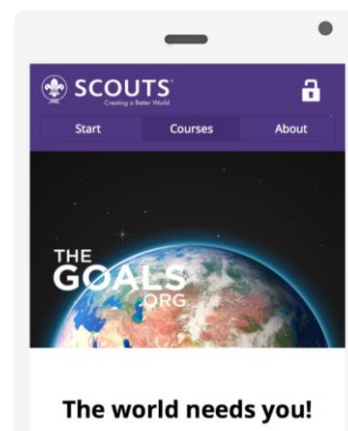 SCOUTS
Creating a Better World
Start Courses About
THE
GOALS
.ORG
The world needs you!